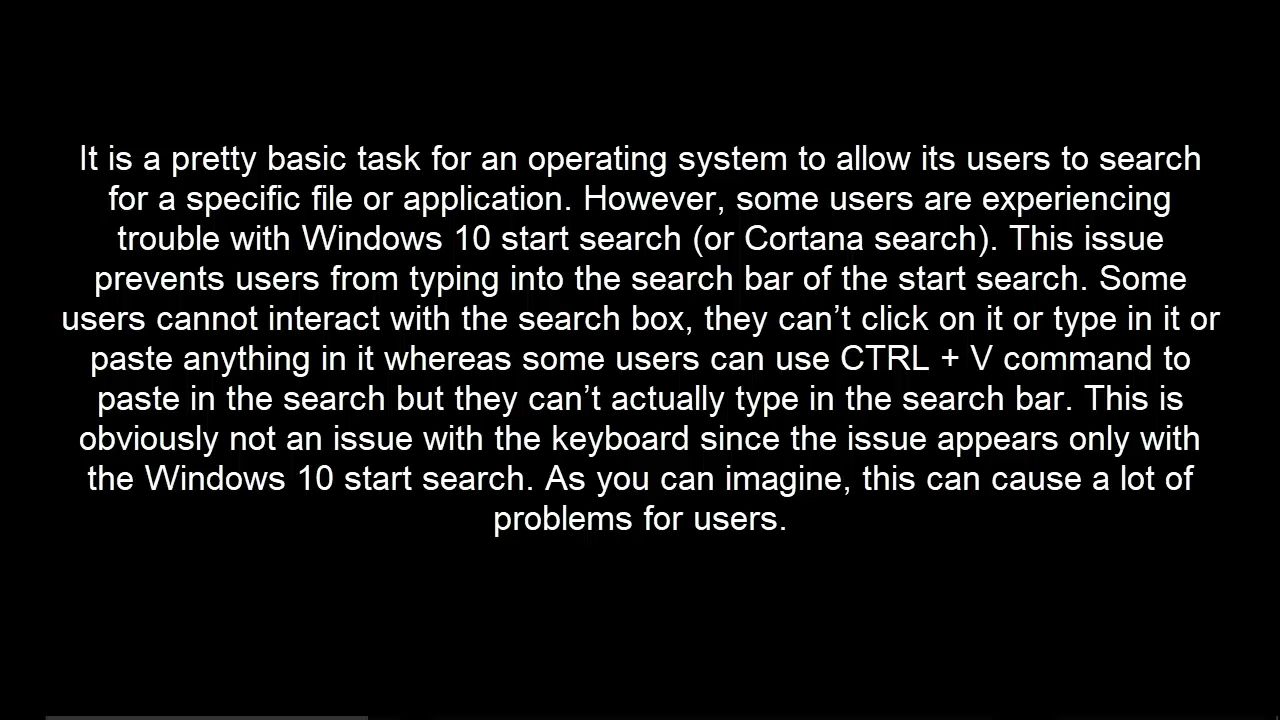 It is a pretty basic task for an operating system to allow its users to search
for a specific file or application. However, some users are experiencing
trouble with Windows 10 start search (or Cortana search). This issue
prevents users from typing into the search bar of the start search. Some
users cannot interact with the search box, they can’t click on it or type in it or
paste anything in it whereas some users can use CTRL + V command to
paste in the search but they can’t actually type in the search bar. This is
obviously not an issue with the keyboard since the issue appears only with
the Windows 10 start search. As you can imagine, this can cause a lot of
problems for users.